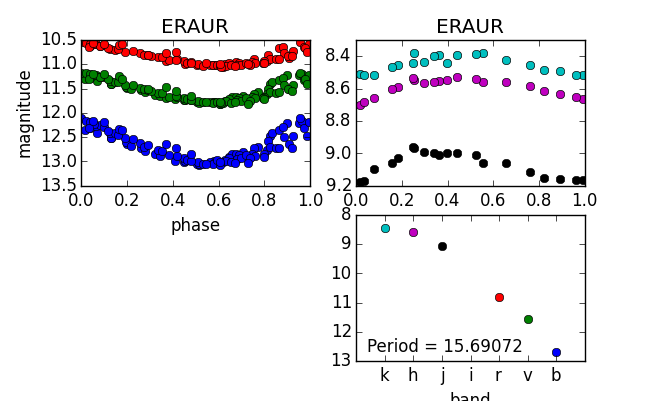 ERAUR
10.5
11.0
11.5
12.0
12.5
13.0
13.5
magnitude
0.0 0.2 0.4 0.6 0.8 1.0
phase
ERAUR
8.4
8.6
8.8
9.0
9.2
0.0 0.2 0.4 0.6 0.8 1.0
8
9
10
11
12
13
Period = 15.69072
k h j i r v b
band